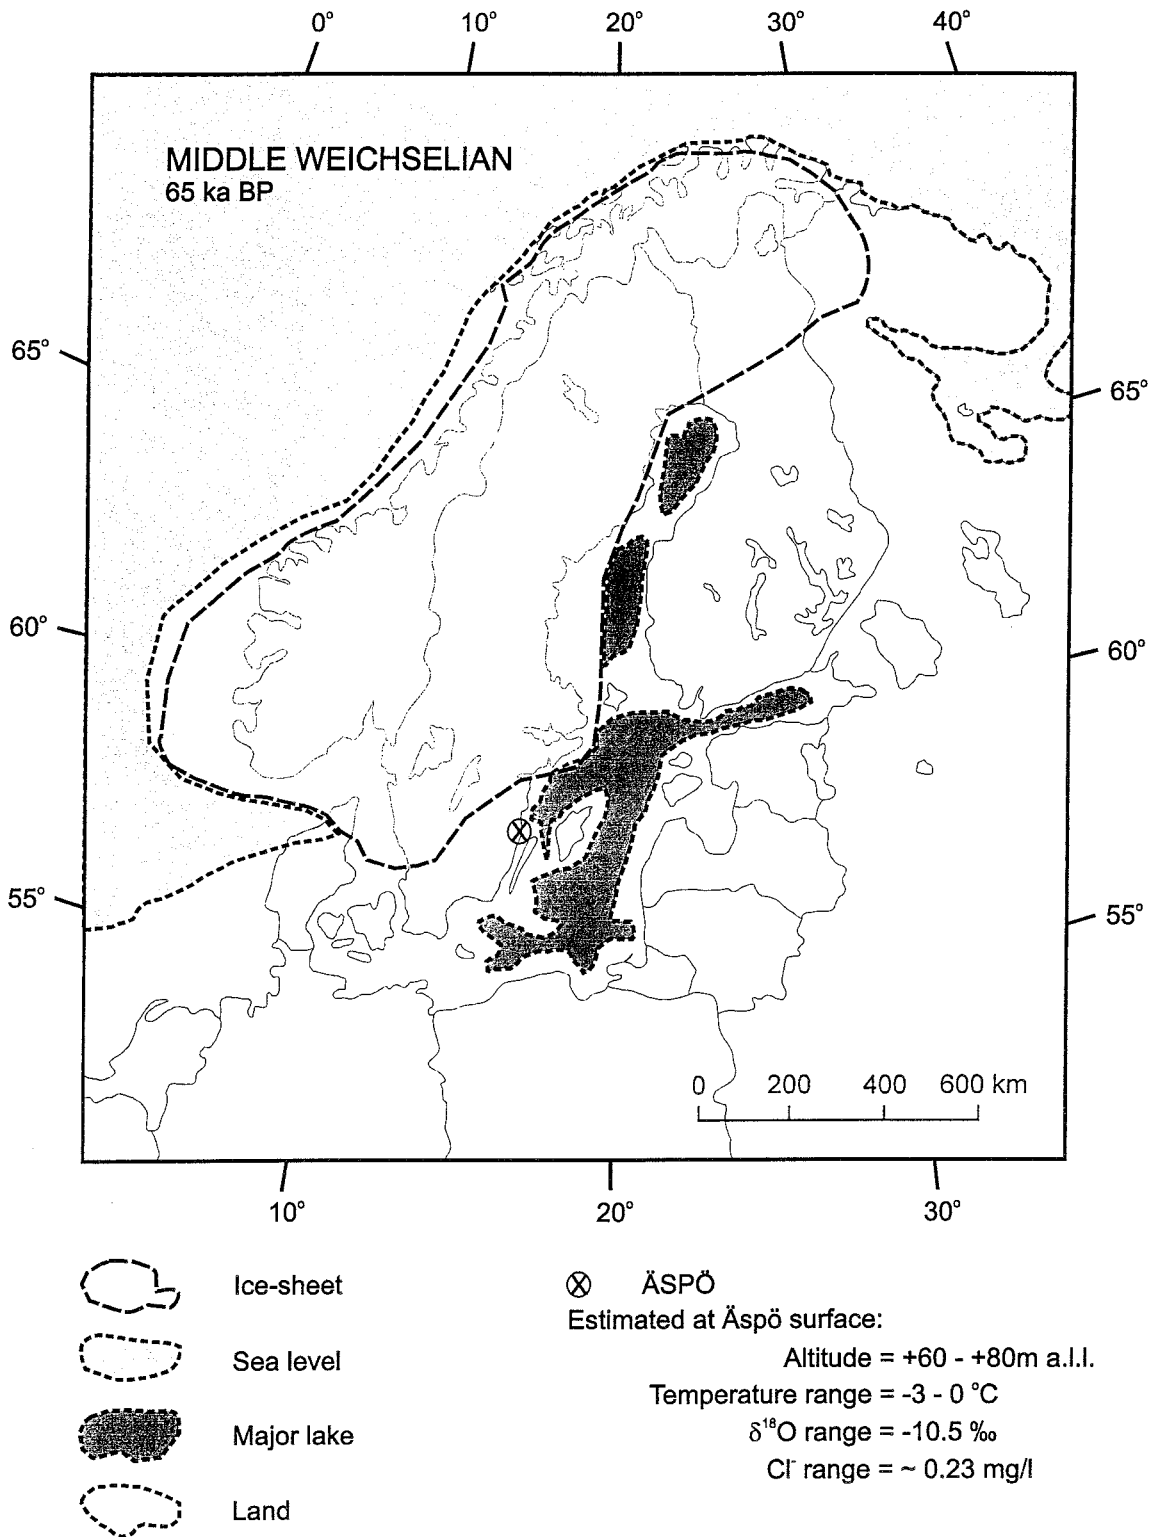 0° 10° 20° 30° 40°
MIDDLE WEICHSELIAN
65 ka BP
65°
65°
60°
60°
55°
55°
0 200 400 600 km
10° 20° 30°
Ice-sheet
Sea level
Major lake
Land
ÄSPÖ
Estimated at Äspö surface:
Altitude = +60 - +80m a.l.l.
Temperature range = -3 - 0 °C
δ¹⁸O range = -10.5 ‰
Cl⁻ range = ~ 0.23 mg/l